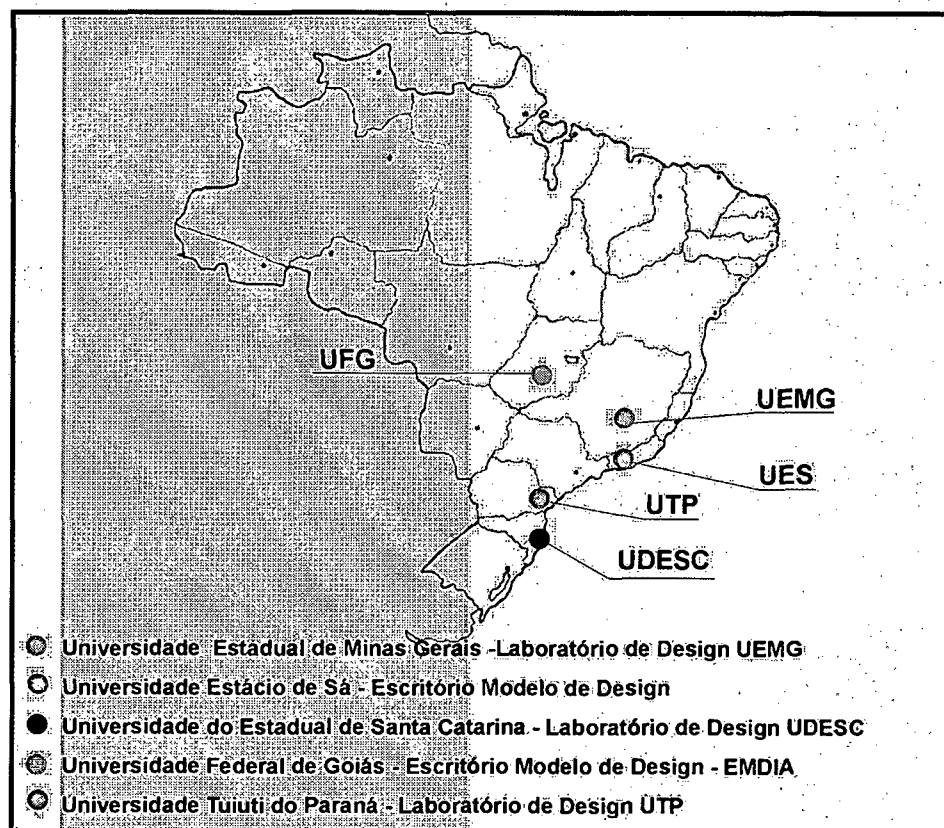 UFG
UEMG
UES
UTP
UDESC
Universidade Estadual de Minas Gerais -Laboratório de Design UEMG
Universidade Estácio de Sá - Escritório Modelo de Design
Universidade do Estadual de Santa Catarina - Laboratório de Design UDESC
Universidade Federal de Goiás - Escritório Modelo de Design - EMDIA
Universidade Tuiuti do Paraná - Laboratório de Design UTP